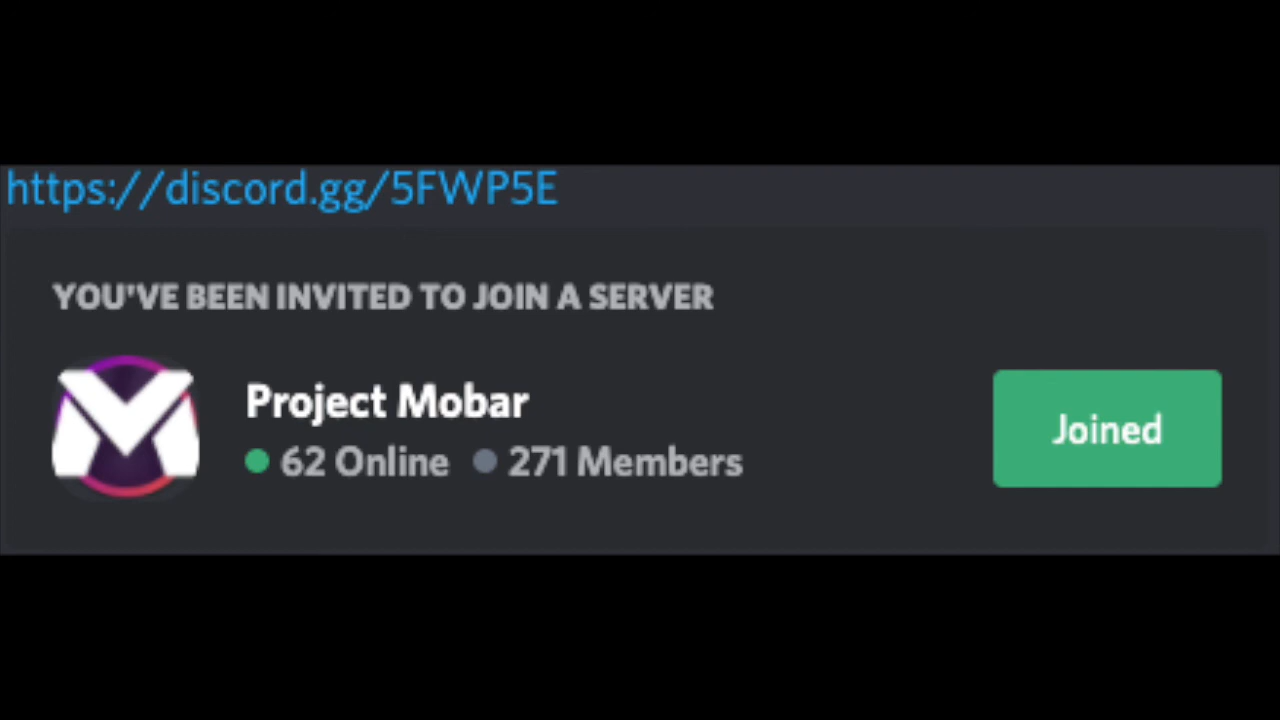 https://discord.gg/5FWP5E
YOU'VE BEEN INVITED TO JOIN A SERVER
Project Mobar
62 Online 271 Members
Joined